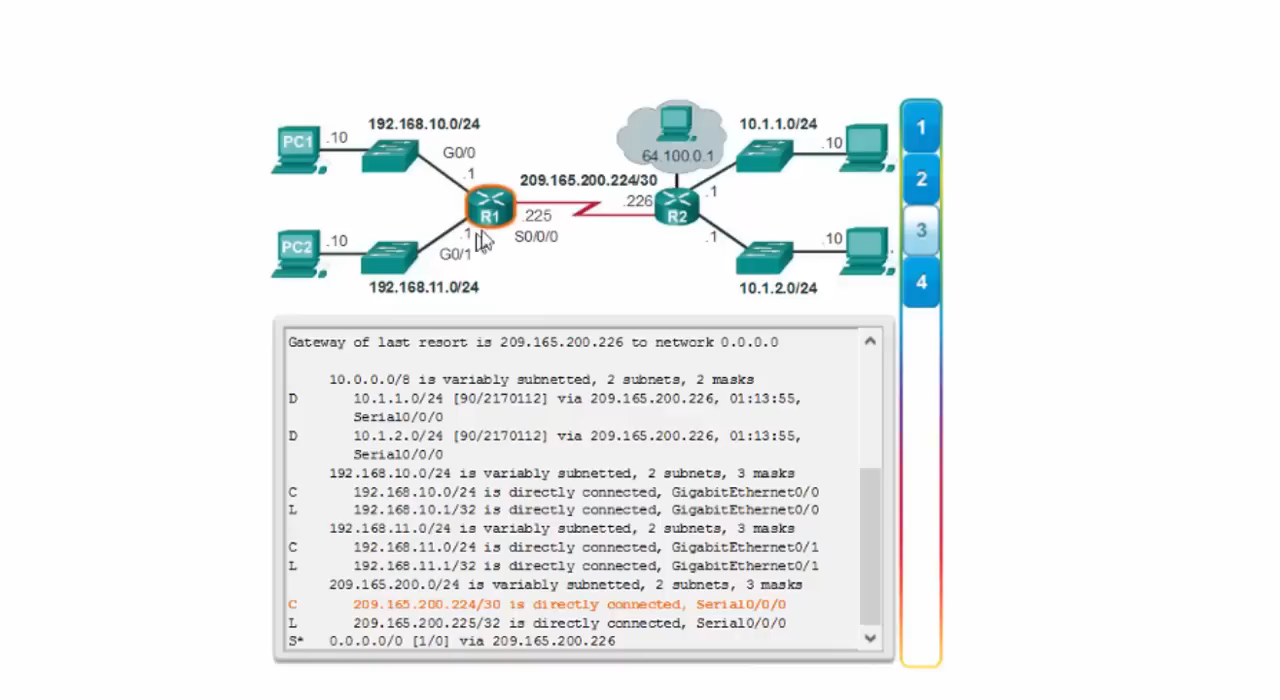 192.168.10.0/24
10.1.1.0/24
1
PC1
.10
G0/0
.1
64.100.0.1
.10
209.165.200.224/30
2
.226
.1
R1
.225
R2
3
PC2
.10
.1
S0/0/0
.1
.10
G0/1
192.168.11.0/24
10.1.2.0/24
4
Gateway of last resort is 209.165.200.226 to network 0.0.0.0
10.0.0.0/8 is variably subnetted, 2 subnets, 2 masks
D 10.1.1.0/24 [90/2170112] via 209.165.200.226, 01:13:55,
Serial0/0/0
D 10.1.2.0/24 [90/2170112] via 209.165.200.226, 01:13:55,
Serial0/0/0
192.168.10.0/24 is variably subnetted, 2 subnets, 3 masks
C 192.168.10.0/24 is directly connected, GigabitEthernet0/0
L 192.168.10.1/32 is directly connected, GigabitEthernet0/0
192.168.11.0/24 is variably subnetted, 2 subnets, 3 masks
C 192.168.11.0/24 is directly connected, GigabitEthernet0/1
L 192.168.11.1/32 is directly connected, GigabitEthernet0/1
209.165.200.0/24 is variably subnetted, 2 subnets, 3 masks
C 209.165.200.224/30 is directly connected, Serial0/0/0
L 209.165.200.225/32 is directly connected, Serial0/0/0
S* 0.0.0.0/0 [1/0] via 209.165.200.226